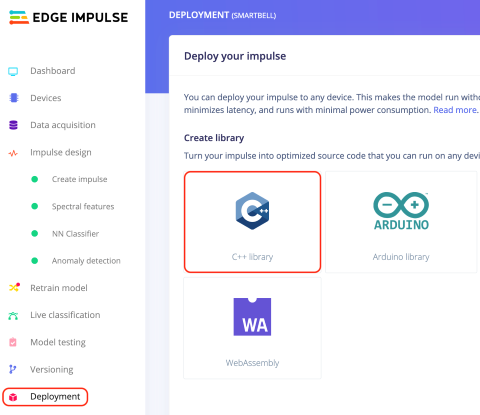 EDGE IMPULSE
Dashboard
Devices
Data acquisition
Impulse design
Create impulse
Spectral features
NN Classifier
Anomaly detection
Retrain model
Live classification
Model testing
Versioning
Deployment
DEPLOYMENT (SMARTBELL)
Deploy your impulse
You can deploy your impulse to any device. This makes the model run
minimizes latency, and runs with minimal power consumption. Read more.
Create library
Turn your impulse into optimized source code that you can run on any
C++
C++ library
ARDUINO
Arduino library
WA
WebAssembly